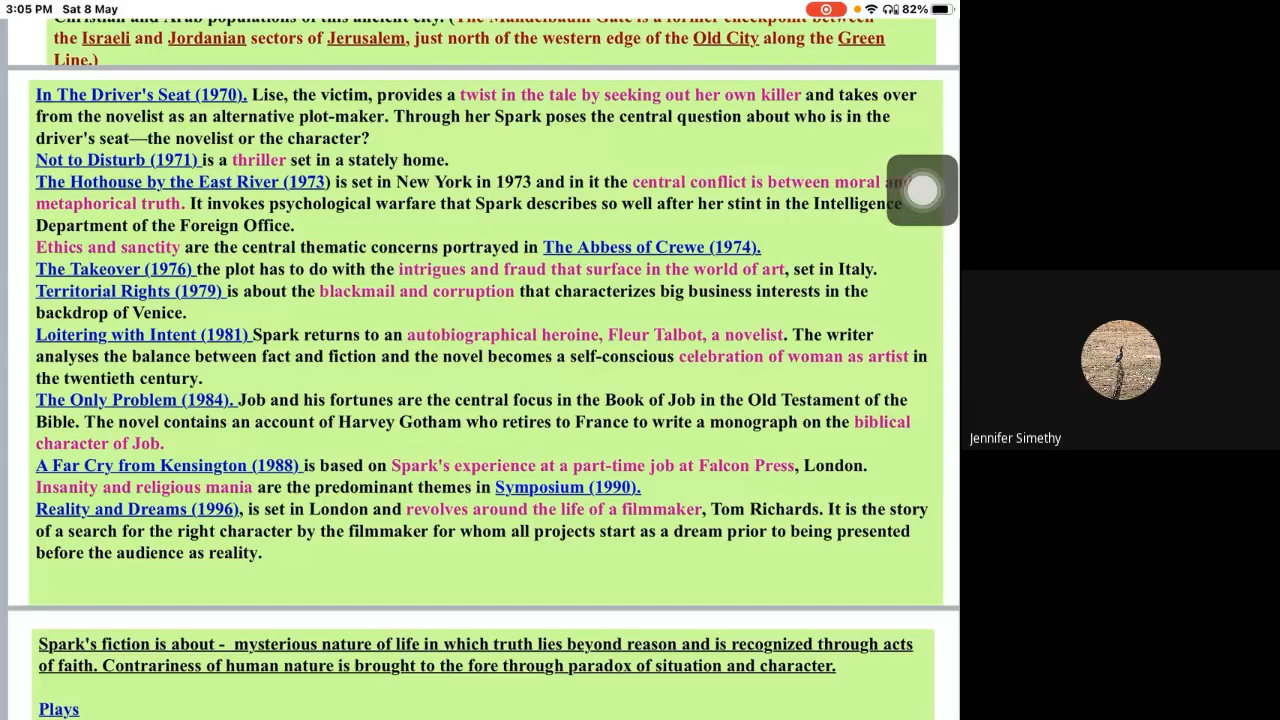 3:05 PM Sat 8 May
82%
Christian and Arab populations of this ancient city. (The Mandelbaum Gate is a former checkpoint between
the Israeli and Jordanian sectors of Jerusalem, just north of the western edge of the Old City along the Green
Line.)
In The Driver's Seat (1970). Lise, the victim, provides a twist in the tale by seeking out her own killer and takes over
from the novelist as an alternative plot-maker. Through her Spark poses the central question about who is in the
driver's seat—the novelist or the character?
Not to Disturb (1971) is a thriller set in a stately home.
The Hothouse by the East River (1973) is set in New York in 1973 and in it the central conflict is between moral and
metaphorical truth. It invokes psychological warfare that Spark describes so well after her stint in the Intelligence
Department of the Foreign Office.
Ethics and sanctity are the central thematic concerns portrayed in The Abbess of Crewe (1974).
The Takeover (1976) the plot has to do with the intrigues and fraud that surface in the world of art, set in Italy.
Territorial Rights (1979) is about the blackmail and corruption that characterizes big business interests in the
backdrop of Venice.
Loitering with Intent (1981) Spark returns to an autobiographical heroine, Fleur Talbot, a novelist. The writer
analyses the balance between fact and fiction and the novel becomes a self-conscious celebration of woman as artist in
the twentieth century.
The Only Problem (1984). Job and his fortunes are the central focus in the Book of Job in the Old Testament of the
Bible. The novel contains an account of Harvey Gotham who retires to France to write a monograph on the biblical
character of Job.
A Far Cry from Kensington (1988) is based on Spark's experience at a part-time job at Falcon Press, London.
Insanity and religious mania are the predominant themes in Symposium (1990).
Reality and Dreams (1996), is set in London and revolves around the life of a filmmaker, Tom Richards. It is the story
of a search for the right character by the filmmaker for whom all projects start as a dream prior to being presented
before the audience as reality.
Spark's fiction is about - mysterious nature of life in which truth lies beyond reason and is recognized through acts
of faith. Contrariness of human nature is brought to the fore through paradox of situation and character.
Plays
Jennifer Simethy